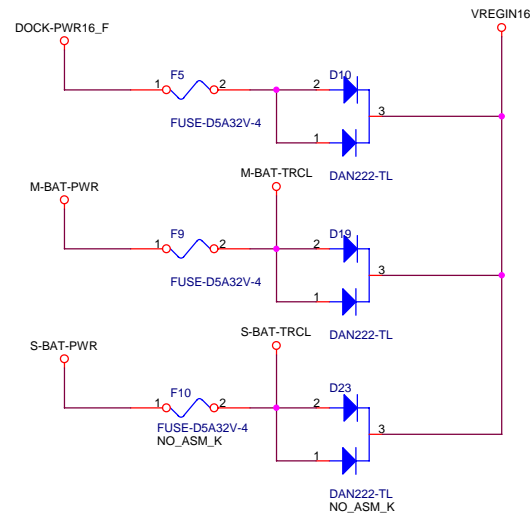 VREGIN16
DOCK-PWR16_F
F5
1
2
FUSE-D5A32V-4
D10
2
1
3
DAN222-TL
M-BAT-TRCL
M-BAT-PWR
F9
1
2
FUSE-D5A32V-4
D19
2
1
3
DAN222-TL
S-BAT-TRCL
S-BAT-PWR
F10
1
2
FUSE-D5A32V-4
NO_ASM_K
D23
2
1
3
DAN222-TL
NO_ASM_K